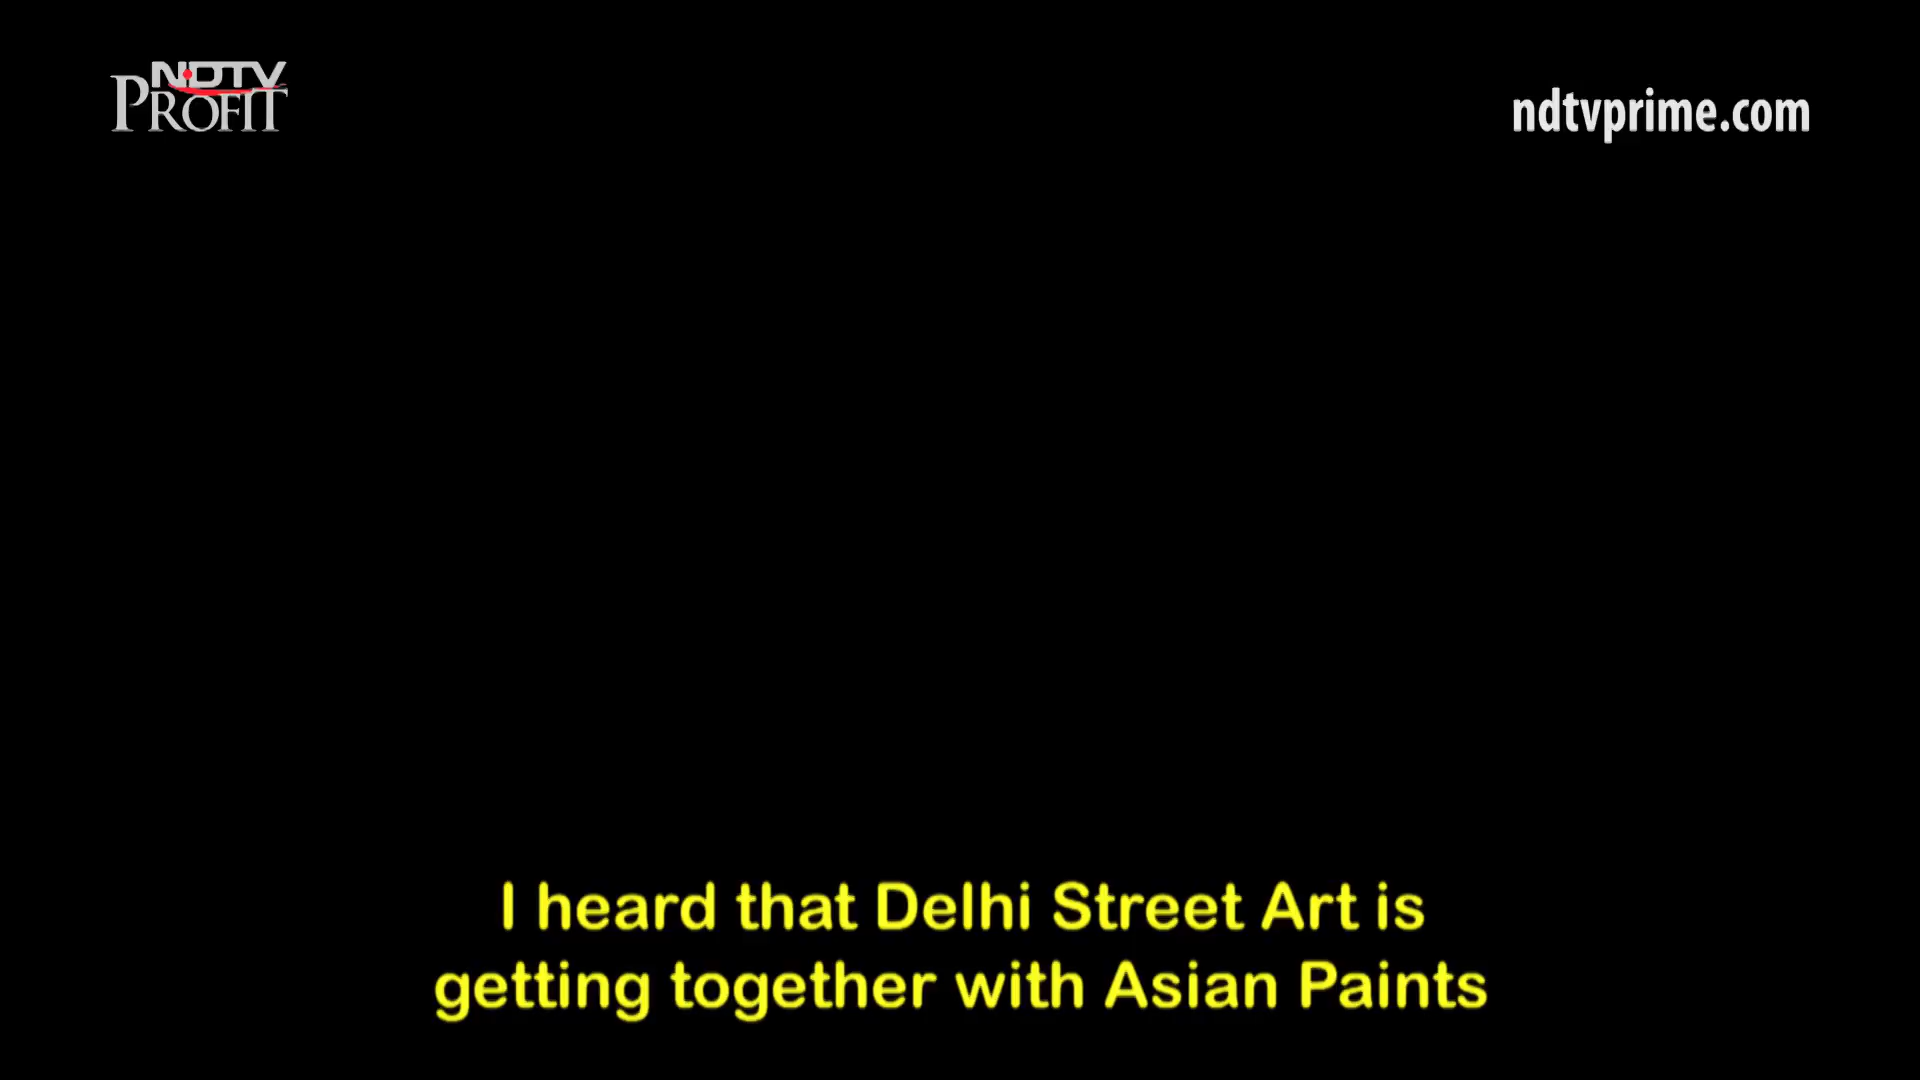 NDTV
PROFIT
ndtvprime.com
I heard that Delhi Street Art is
getting together with Asian Paints